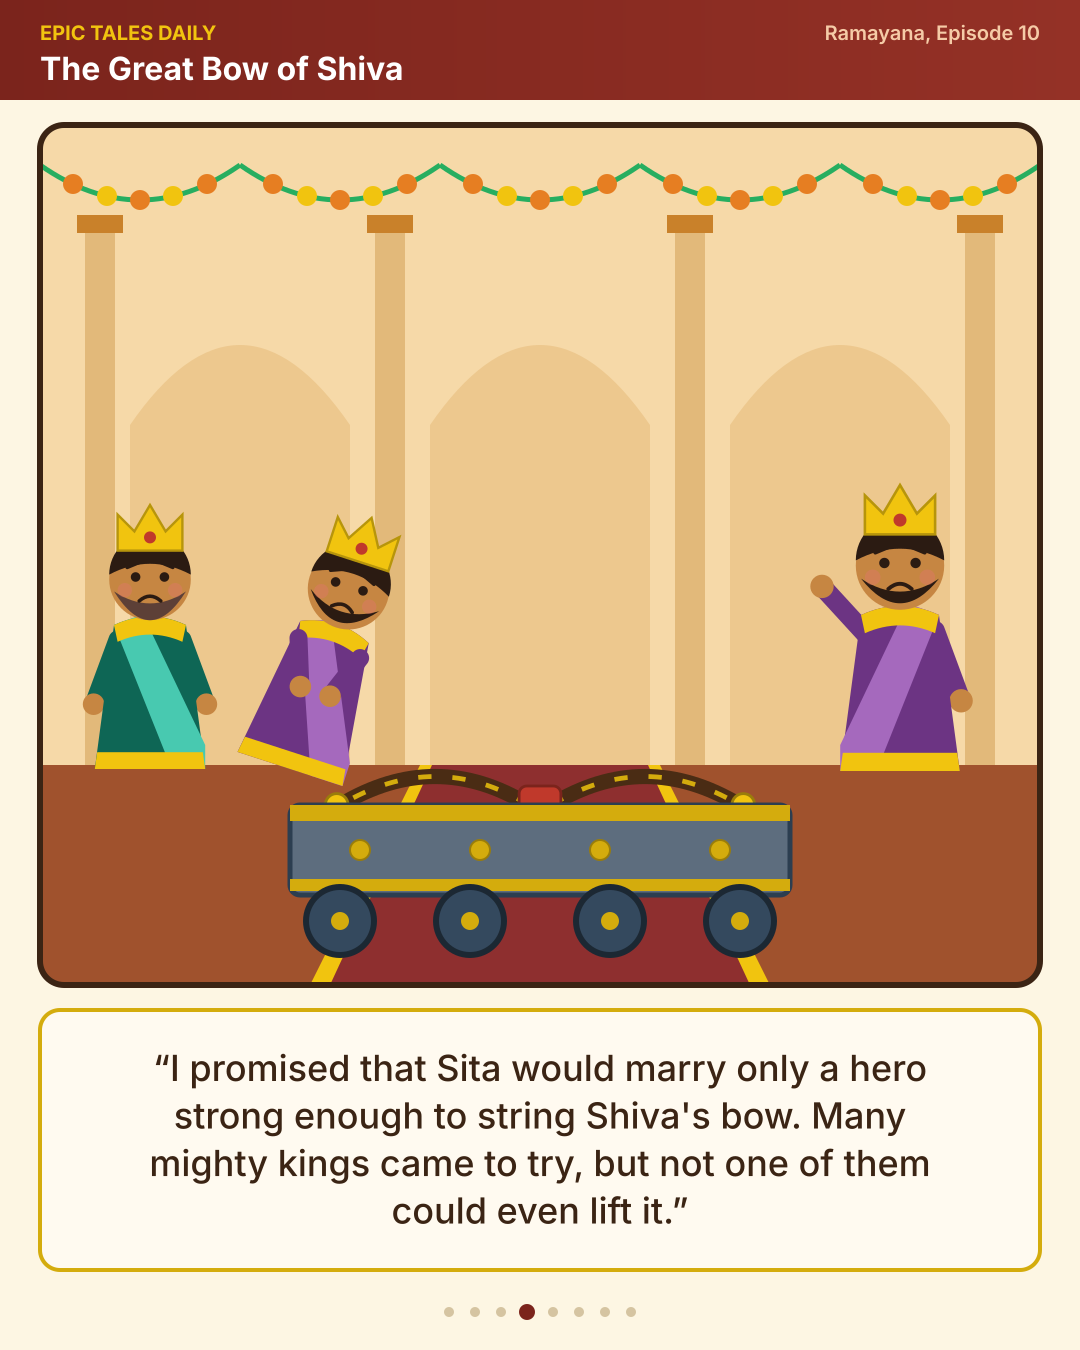 EPIC TALES DAILY
Ramayana, Episode 10
The Great Bow of Shiva
“I promised that Sita would marry only a hero
strong enough to string Shiva's bow. Many
mighty kings came to try, but not one of them
could even lift it.”